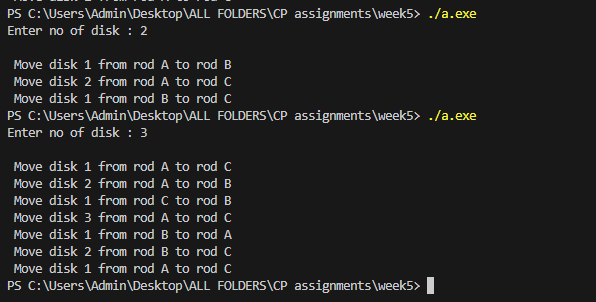 PS C:\Users\Admin\Desktop\ALL FOLDERS\CP assignments\week5> ./a.exe
Enter no of disk : 2
Move disk 1 from rod A to rod B
Move disk 2 from rod A to rod C
Move disk 1 from rod B to rod C
PS C:\Users\Admin\Desktop\ALL FOLDERS\CP assignments\week5> ./a.exe
Enter no of disk : 3
Move disk 1 from rod A to rod C
Move disk 2 from rod A to rod B
Move disk 1 from rod C to rod B
Move disk 3 from rod A to rod C
Move disk 1 from rod B to rod A
Move disk 2 from rod B to rod C
Move disk 1 from rod A to rod C
PS C:\Users\Admin\Desktop\ALL FOLDERS\CP assignments\week5>